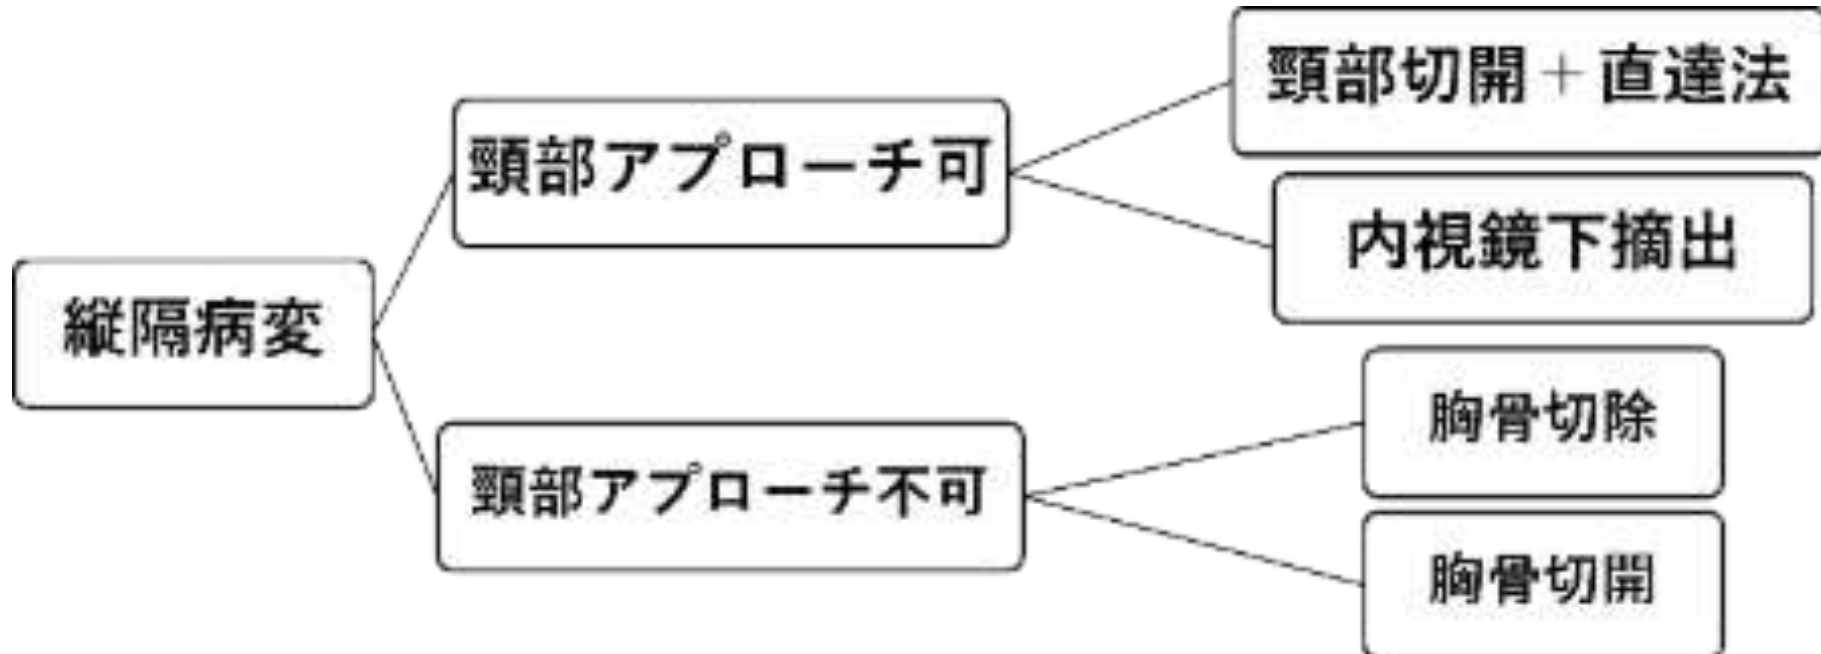 縦隔病変
頸部アプローチ可
頸部切開＋直達法
内視鏡下摘出
頸部アプローチ不可
胸骨切除
胸骨切開